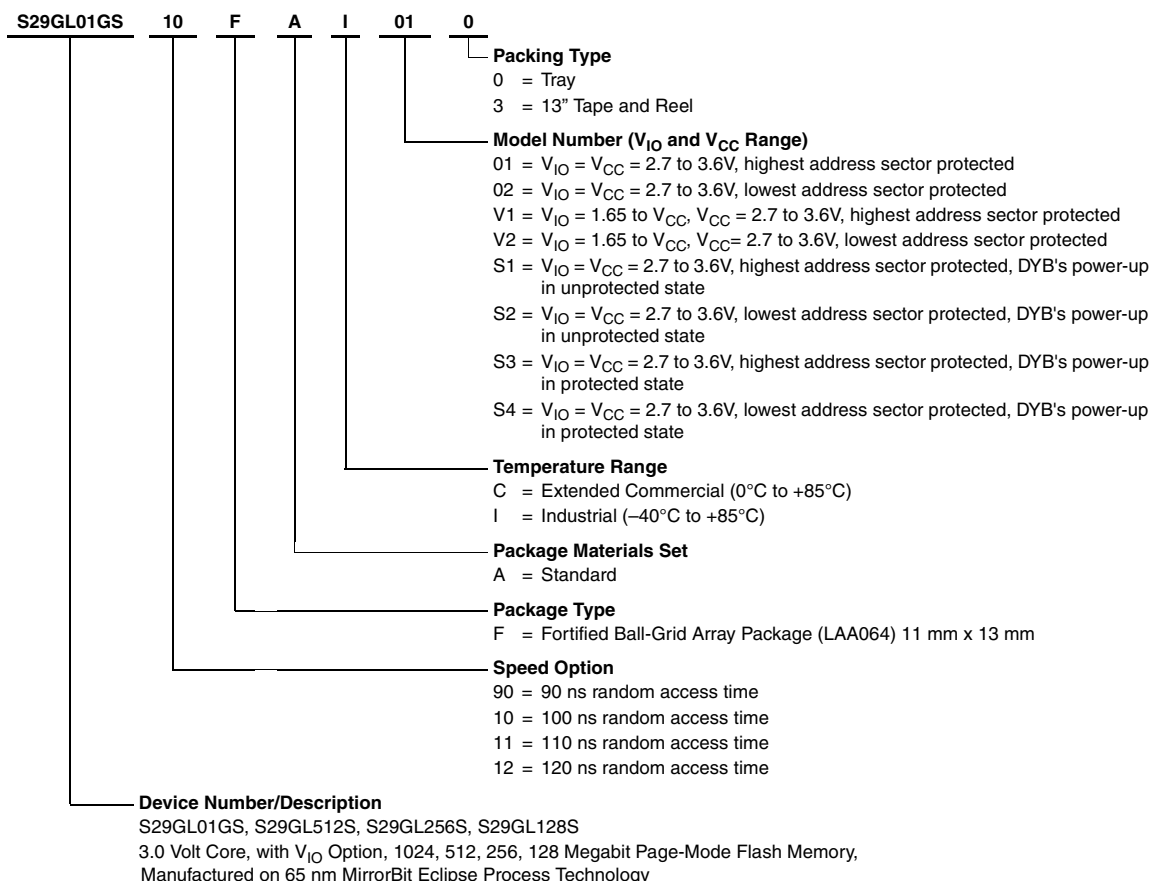 S29GL01GS 10 F A I 01 0
Packing Type
0 = Tray
3 = 13” Tape and Reel
Model Number (VIO and VCC Range)
01 = VIO = VCC = 2.7 to 3.6V, highest address sector protected
02 = VIO = VCC = 2.7 to 3.6V, lowest address sector protected
V1 = VIO = 1.65 to VCC, VCC = 2.7 to 3.6V, highest address sector protected
V2 = VIO = 1.65 to VCC, VCC= 2.7 to 3.6V, lowest address sector protected
S1 = VIO = VCC = 2.7 to 3.6V, highest address sector protected, DYB's power-up
in unprotected state
S2 = VIO = VCC = 2.7 to 3.6V, lowest address sector protected, DYB's power-up
in unprotected state
S3 = VIO = VCC = 2.7 to 3.6V, highest address sector protected, DYB's power-up
in protected state
S4 = VIO = VCC = 2.7 to 3.6V, lowest address sector protected, DYB's power-up
in protected state
Temperature Range
C = Extended Commercial (0°C to +85°C)
I = Industrial (–40°C to +85°C)
Package Materials Set
A = Standard
Package Type
F = Fortified Ball-Grid Array Package (LAA064) 11 mm x 13 mm
Speed Option
90 = 90 ns random access time
10 = 100 ns random access time
11 = 110 ns random access time
12 = 120 ns random access time
Device Number/Description
S29GL01GS, S29GL512S, S29GL256S, S29GL128S
3.0 Volt Core, with VIO Option, 1024, 512, 256, 128 Megabit Page-Mode Flash Memory,
Manufactured on 65 nm MirrorBit Eclipse Process Technology